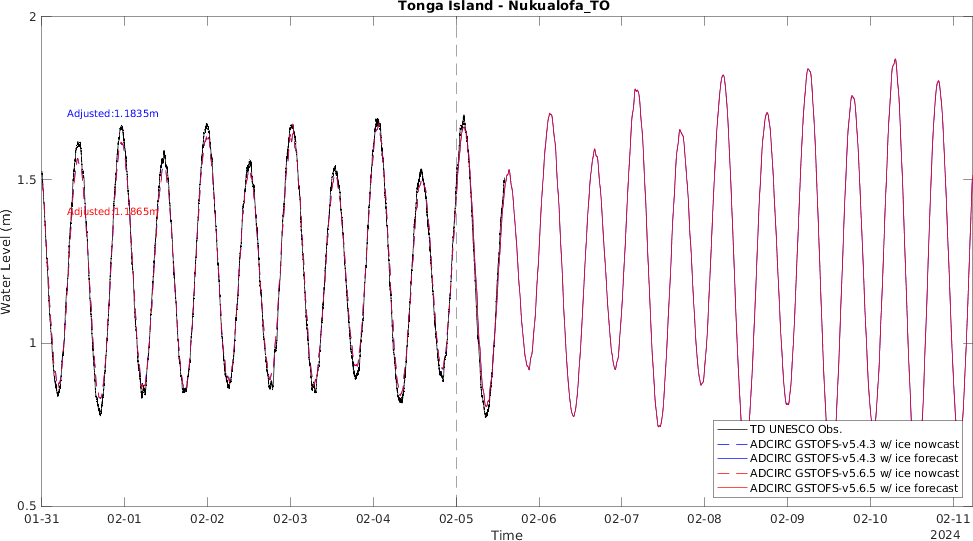 Tonga Island - Nukualofa_TO
2
Adjusted:1.1835m
1.5
Adjusted:1.1865m
Water Level (m)
1
TD UNESCO Obs.
ADCIRC GSTOFS-v5.4.3 w/ ice nowcast
ADCIRC GSTOFS-v5.4.3 w/ ice forecast
ADCIRC GSTOFS-v5.6.5 w/ ice nowcast
ADCIRC GSTOFS-v5.6.5 w/ ice forecast
0.5
01-31 02-01 02-02 02-03 02-04 02-05 02-06 02-07 02-08 02-09 02-10 02-11
Time
2024